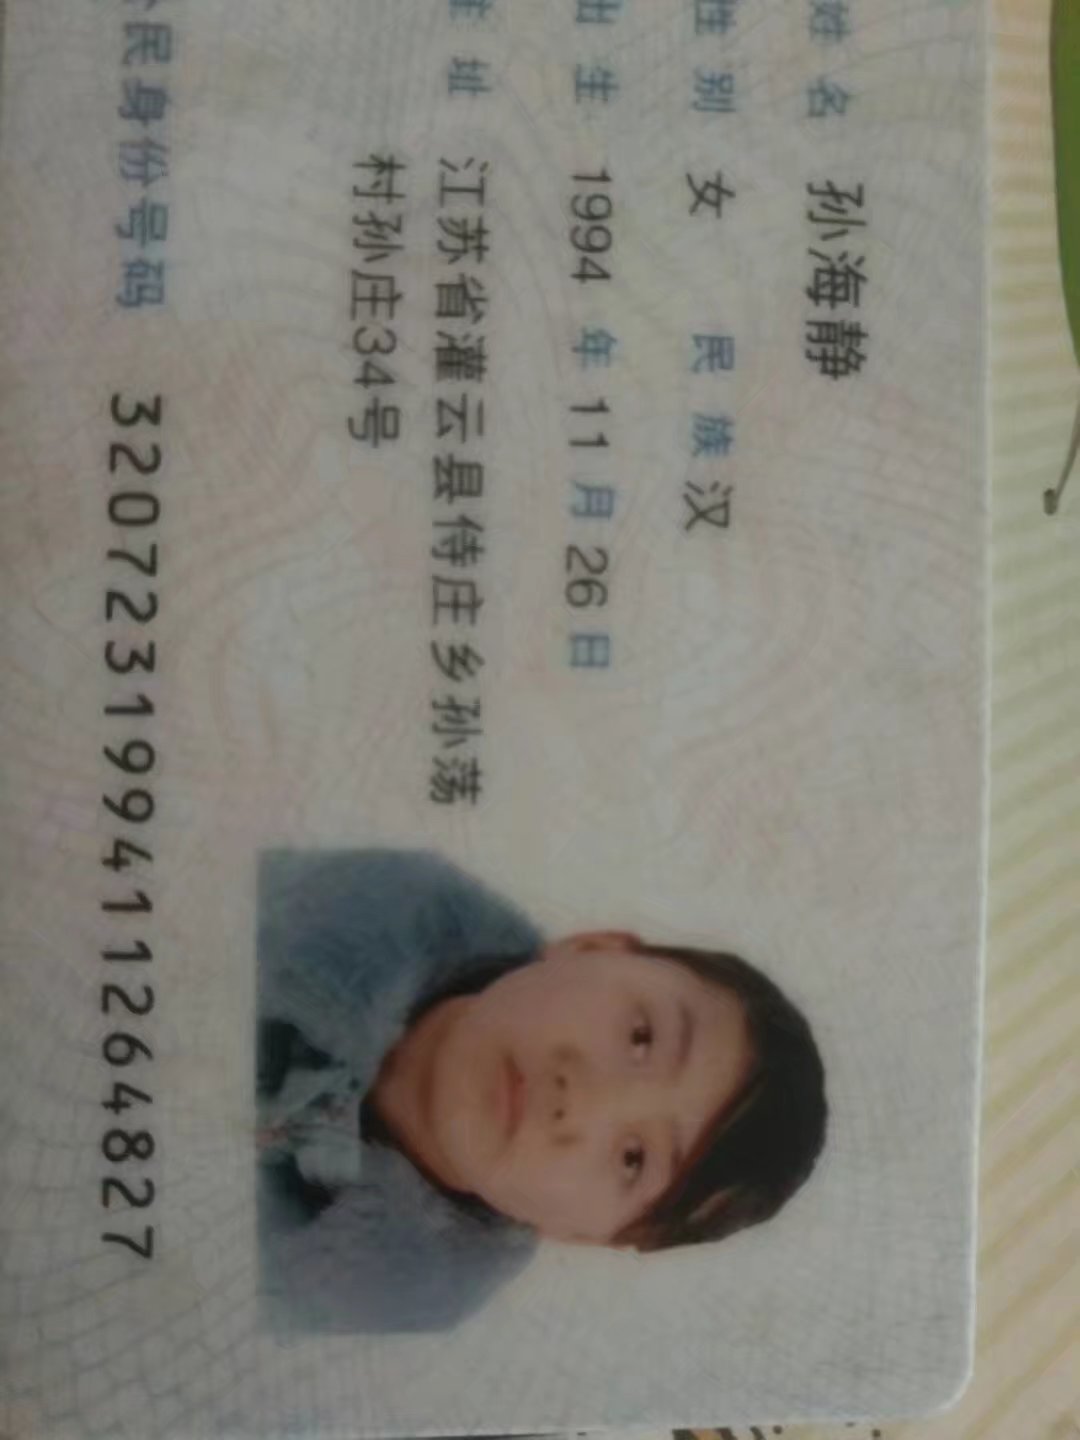 姓名 孙海静
性别 女 民族 汉
出生 1994 年 11 月 26 日
住址 江苏省灌云县侍庄乡孙荡
村孙庄34号
公民身份号码 320723199411264827